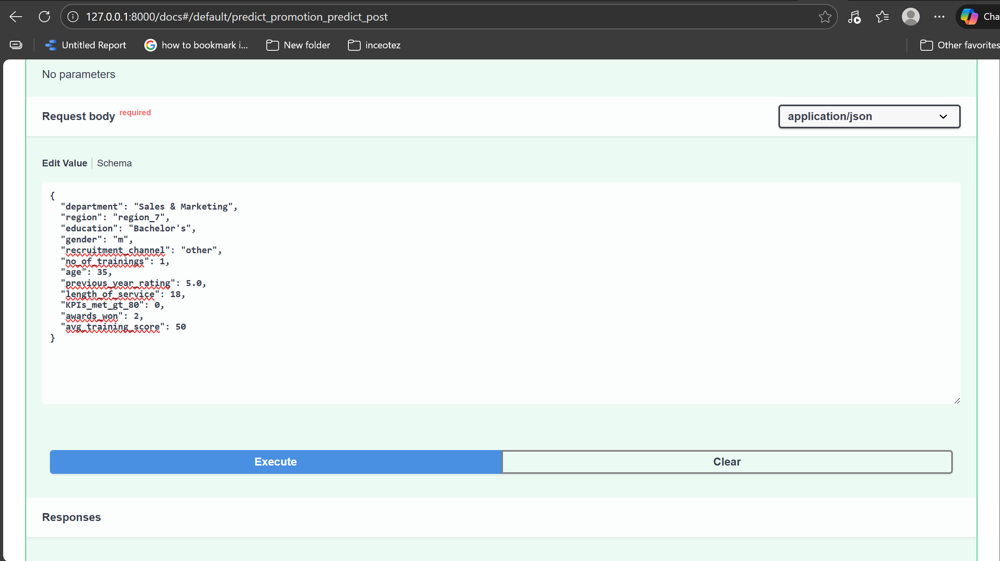 127.0.0.1:8000/docs#/default/predict_promotion_predict_post
Cha
Untitled Report
how to bookmark i...
New folder
inceotez
Other favorites
No parameters
Request body required
application/json
Edit Value
Schema
{
"department": "Sales & Marketing",
"region": "region_7",
"education": "Bachelor's",
"gender": "m",
"recruitment_channel": "other",
"no_of_trainings": 1,
"age": 35,
"previous_year_rating": 5.0,
"length_of_service": 18,
"KPIs_met_gt_80": 0,
"awards_won": 2,
"avg_training_score": 50
}
Execute
Clear
Responses